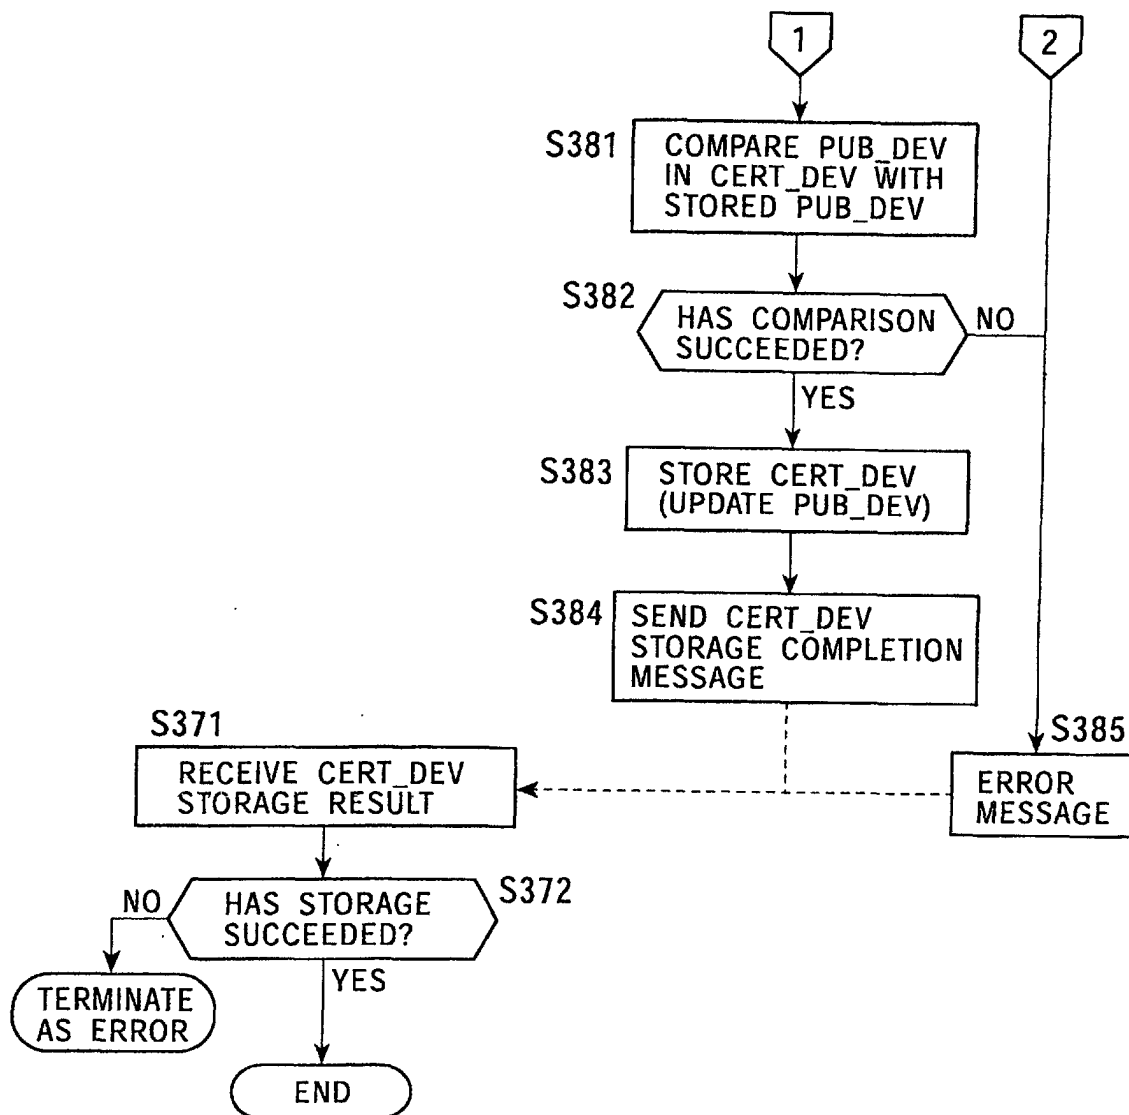 1
2
S381
COMPARE PUB_DEV
IN CERT_DEV WITH
STORED PUB_DEV
S382
HAS COMPARISON
SUCCEEDED?
NO
YES
S383
STORE CERT_DEV
(UPDATE PUB_DEV)
S384
SEND CERT_DEV
STORAGE COMPLETION
MESSAGE
S371
RECEIVE CERT_DEV
STORAGE RESULT
S385
ERROR
MESSAGE
S372
HAS STORAGE
SUCCEEDED?
NO
YES
TERMINATE
AS ERROR
END